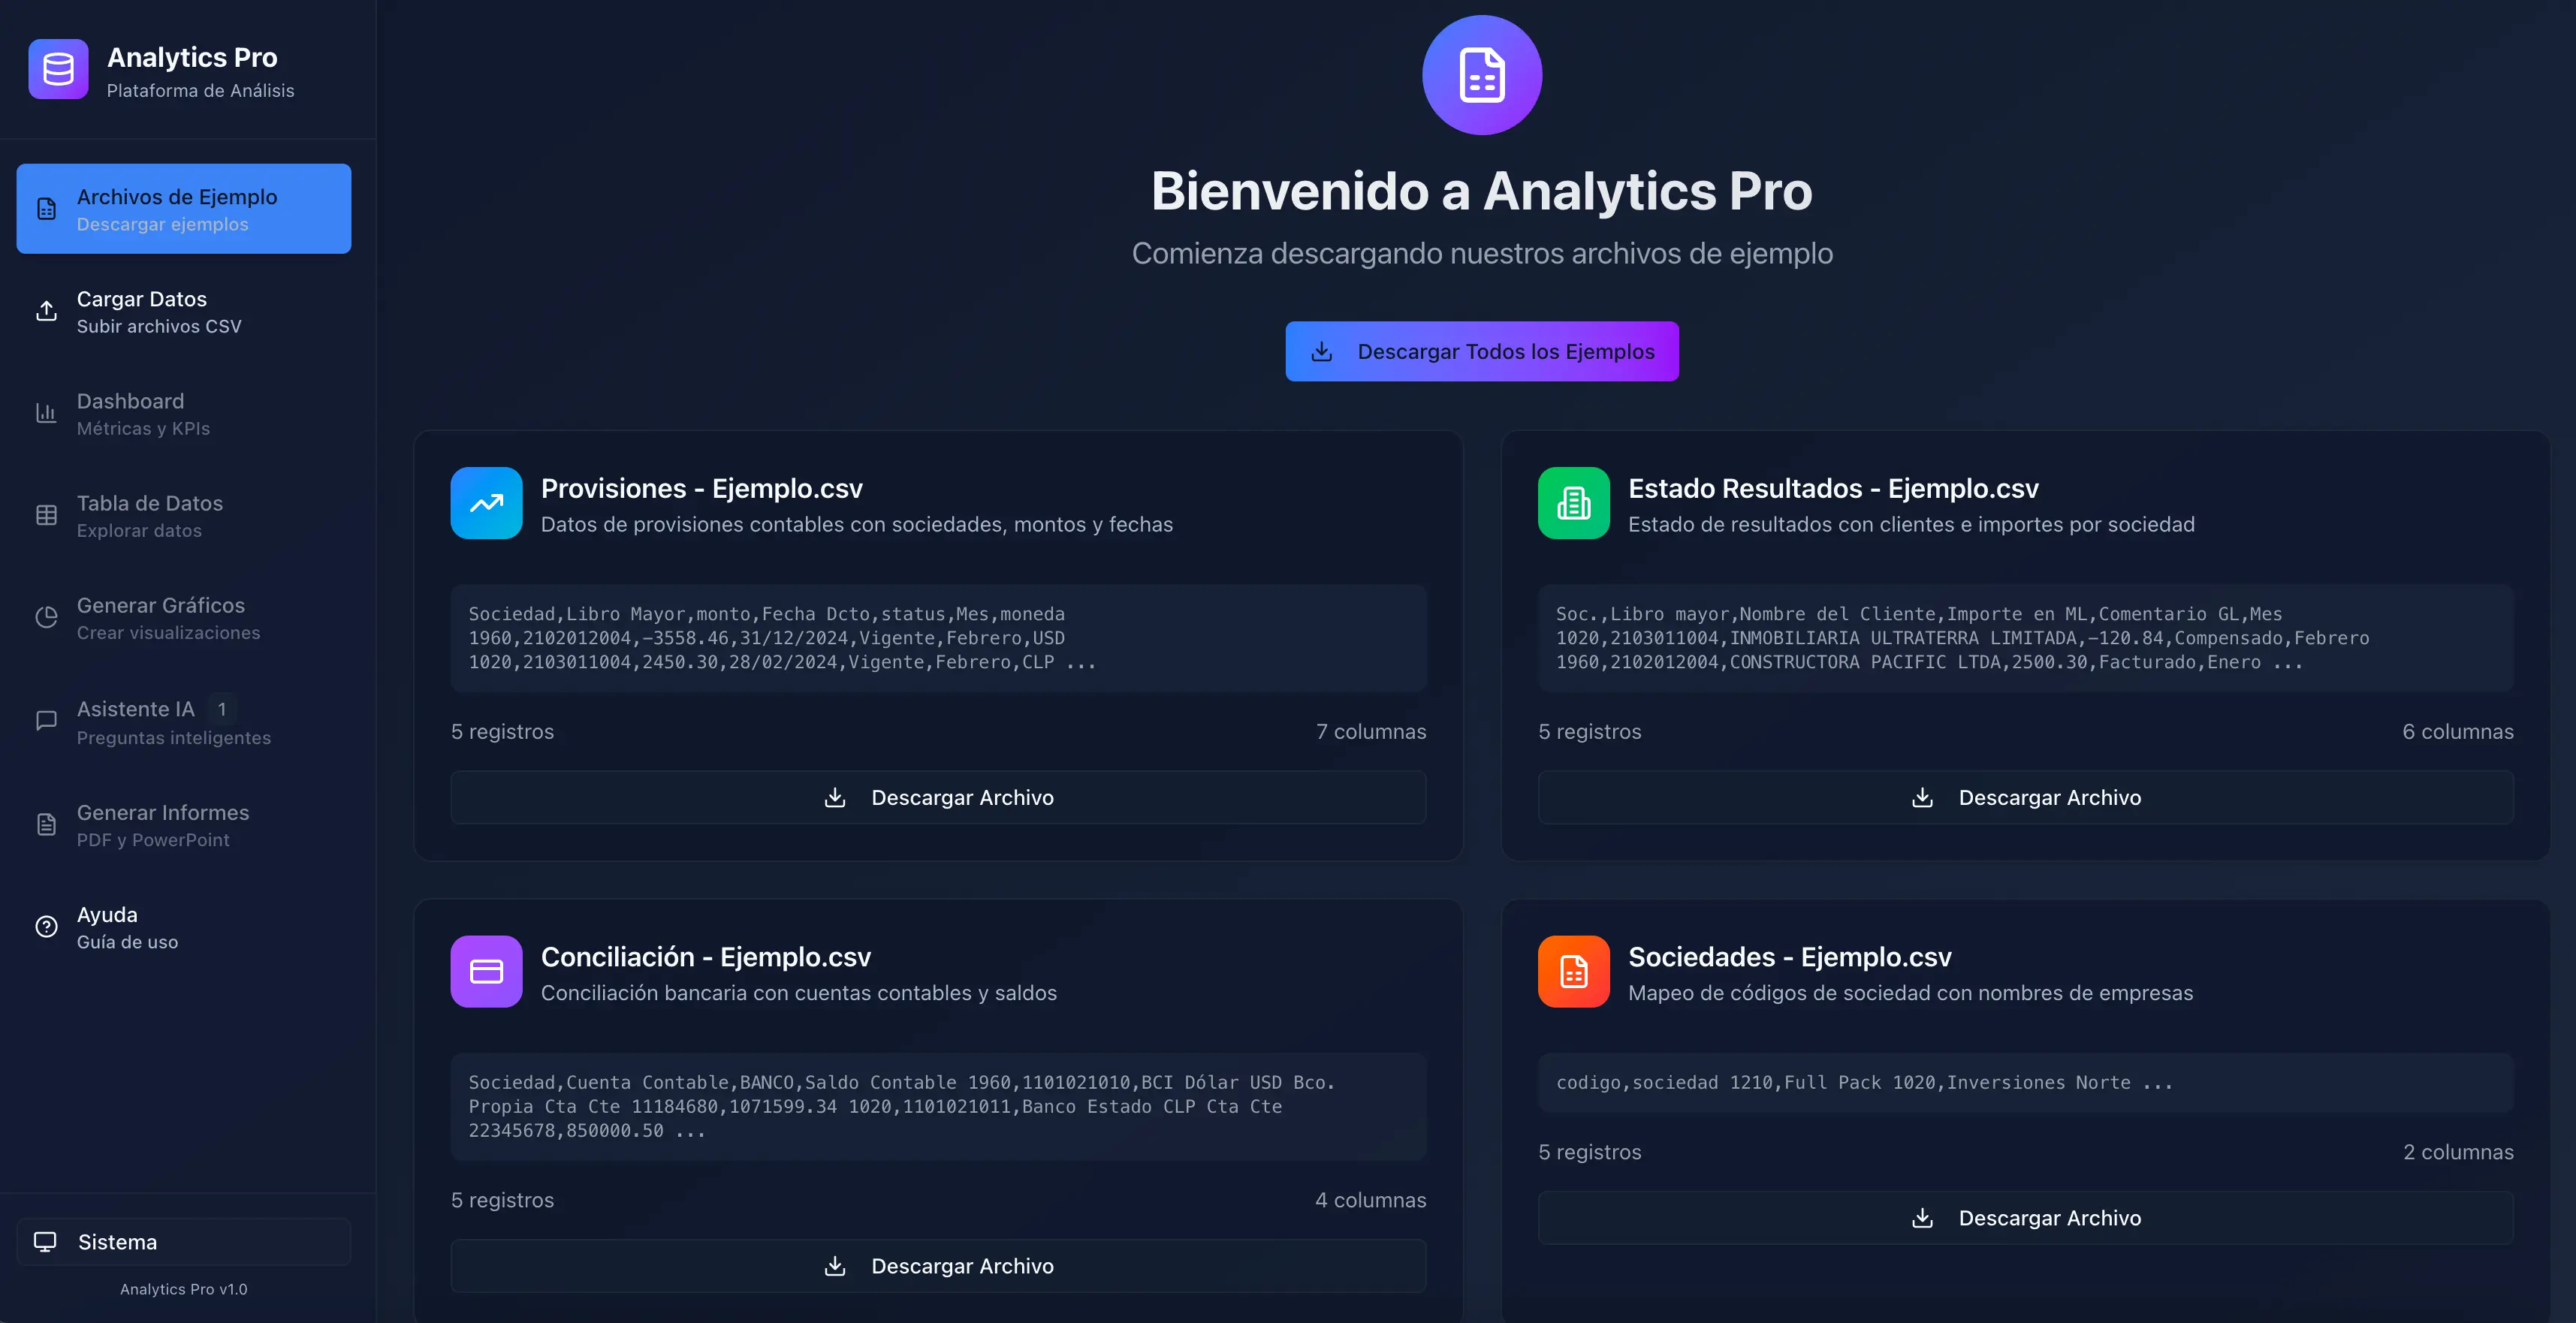 Analytics Pro
Plataforma de Análisis
Archivos de Ejemplo
Descargar ejemplos
Cargar Datos
Subir archivos CSV
Dashboard
Métricas y KPIs
Tabla de Datos
Explorar datos
Generar Gráficos
Crear visualizaciones
Asistente IA 1
Preguntas inteligentes
Generar Informes
PDF y PowerPoint
Ayuda
Guía de uso
Sistema
Analytics Pro v1.0
Bienvenido a Analytics Pro
Comienza descargando nuestros archivos de ejemplo
Descargar Todos los Ejemplos
Provisiones - Ejemplo.csv
Datos de provisiones contables con sociedades, montos y fechas
Sociedad,Libro Mayor,monto,Fecha Dcto,status,Mes,moneda
1960,2102012004,-3558.46,31/12/2024,Vigente,Febrero,USD
1020,2103011004,2450.30,28/02/2024,Vigente,Febrero,CLP ...
5 registros
7 columnas
Descargar Archivo
Estado Resultados - Ejemplo.csv
Estado de resultados con clientes e importes por sociedad
Soc.,Libro mayor,Nombre del Cliente,Importe en ML,Comentario GL,Mes
1020,2103011004,INMOBILIARIA ULTRATERRA LIMITADA,-120.84,Compensado,Febrero
1960,2102012004,CONSTRUCTORA PACIFIC LTDA,2500.30,Facturado,Enero ...
5 registros
6 columnas
Descargar Archivo
Conciliación - Ejemplo.csv
Conciliación bancaria con cuentas contables y saldos
Sociedad,Cuenta Contable,BANCO,Saldo Contable 1960,1101021010,BCI Dólar USD Bco.
Propia Cta Cte 11184680,1071599.34 1020,1101021011,Banco Estado CLP Cta Cte
22345678,850000.50 ...
5 registros
4 columnas
Descargar Archivo
Sociedades - Ejemplo.csv
Mapeo de códigos de sociedad con nombres de empresas
codigo,sociedad 1210,Full Pack 1020,Inversiones Norte ...
5 registros
2 columnas
Descargar Archivo